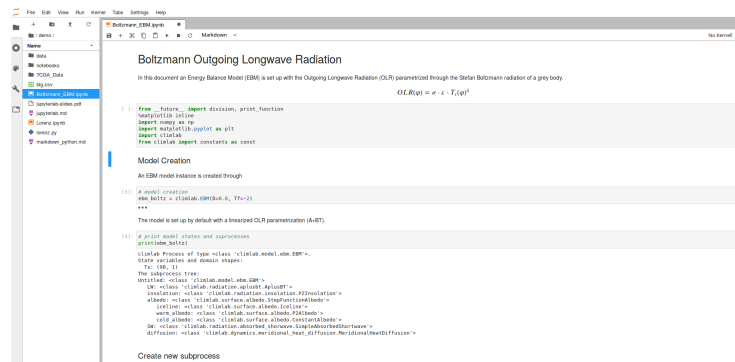 File Edit View Run Kernel Tabs Settings Help
Boltzmann_EBM.ipynb
/ demo /
Markdown
No Kernel!
Name
data
notebooks
TCGA_Data
big.csv
Boltzmann_EBM.ipynb
jupyterlab-slides.pdf
jupyterlab.md
Lorenz.ipynb
lorenz.py
markdown_python.md
Boltzmann Outgoing Longwave Radiation
In this document an Energy Balance Model (EBM) is set up with the Outgoing Longwave Radiation (OLR) parametrized through the Stefan Boltzmann radiation of a grey body.
OLR(φ) = σ · ε · Ts(φ)⁴
[ ]: from __future__ import division, print_function
%matplotlib inline
import numpy as np
import matplotlib.pyplot as plt
import climlab
from climlab import constants as const
Model Creation
An EBM model instance is created through
[3]: # model creation
ebm_boltz = climlab.EBM(D=0.8, Tf=-2)
•••
The model is set up by default with a linearized OLR parametrization (A+BT).
[4]: # print model states and suprocesses
print(ebm_boltz)
climlab Process of type <class 'climlab.model.ebm.EBM'>.
State variables and domain shapes:
Ts: (90, 1)
The subprocess tree:
Untitled: <class 'climlab.model.ebm.EBM'>
LW: <class 'climlab.radiation.aplusbt.AplusBT'>
insolation: <class 'climlab.radiation.insolation.P2Insolation'>
albedo: <class 'climlab.surface.albedo.StepFunctionAlbedo'>
iceline: <class 'climlab.surface.albedo.Iceline'>
warm_albedo: <class 'climlab.surface.albedo.P2Albedo'>
cold_albedo: <class 'climlab.surface.albedo.ConstantAlbedo'>
SW: <class 'climlab.radiation.absorbed_shorwave.SimpleAbsorbedShortwave'>
diffusion: <class 'climlab.dynamics.meridional_heat_diffusion.MeridionalHeatDiffusion'>
Create new subprocess